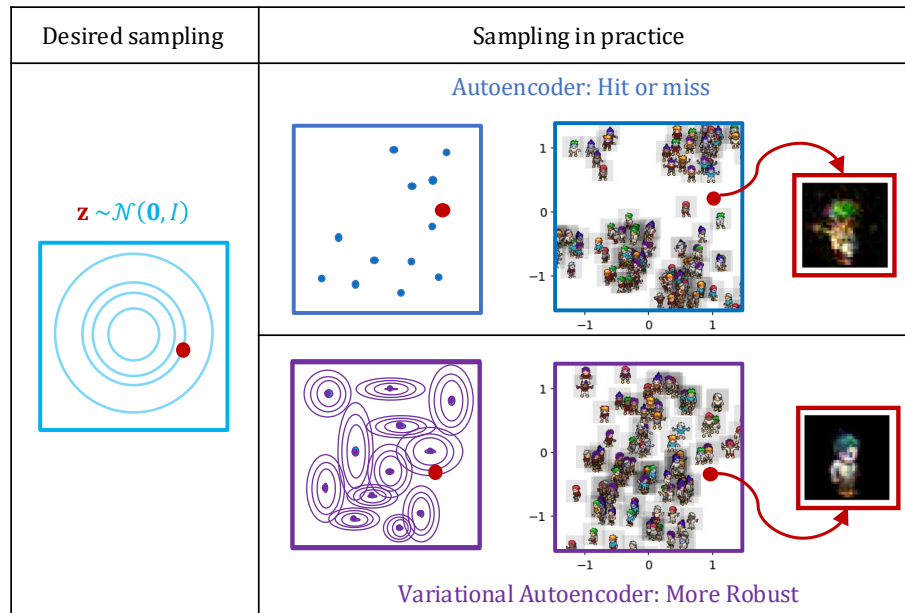 Desired sampling
Sampling in practice
Autoencoder: Hit or miss
z ~𝒩(0, I)
1
0
−1
−1 0 1
1
0
−1
−1 0 1
Variational Autoencoder: More Robust